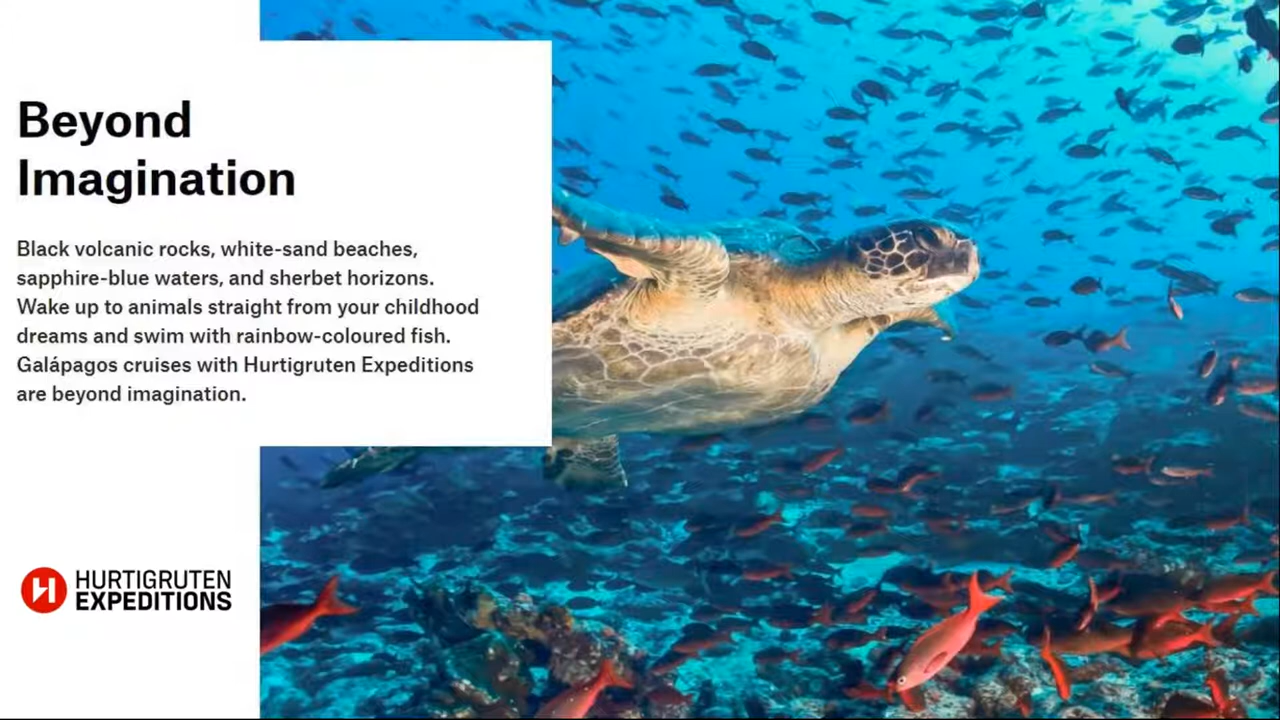 Beyond
Imagination
Black volcanic rocks, white-sand beaches,
sapphire-blue waters, and sherbet horizons.
Wake up to animals straight from your childhood
dreams and swim with rainbow-coloured fish.
Galápagos cruises with Hurtigruten Expeditions
are beyond imagination.
HURTIGRUTEN
EXPEDITIONS